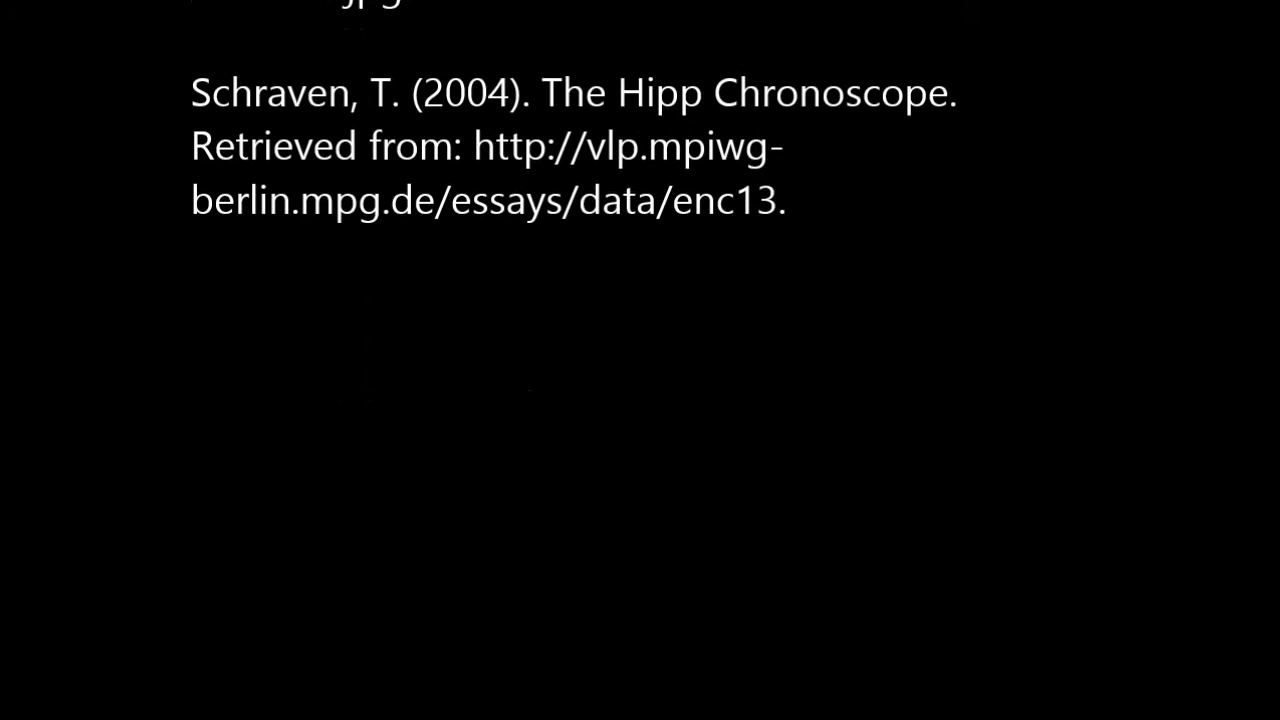 Schraven, T. (2004). The Hipp Chronoscope.
Retrieved from: http://vlp.mpiwg-
berlin.mpg.de/essays/data/enc13.